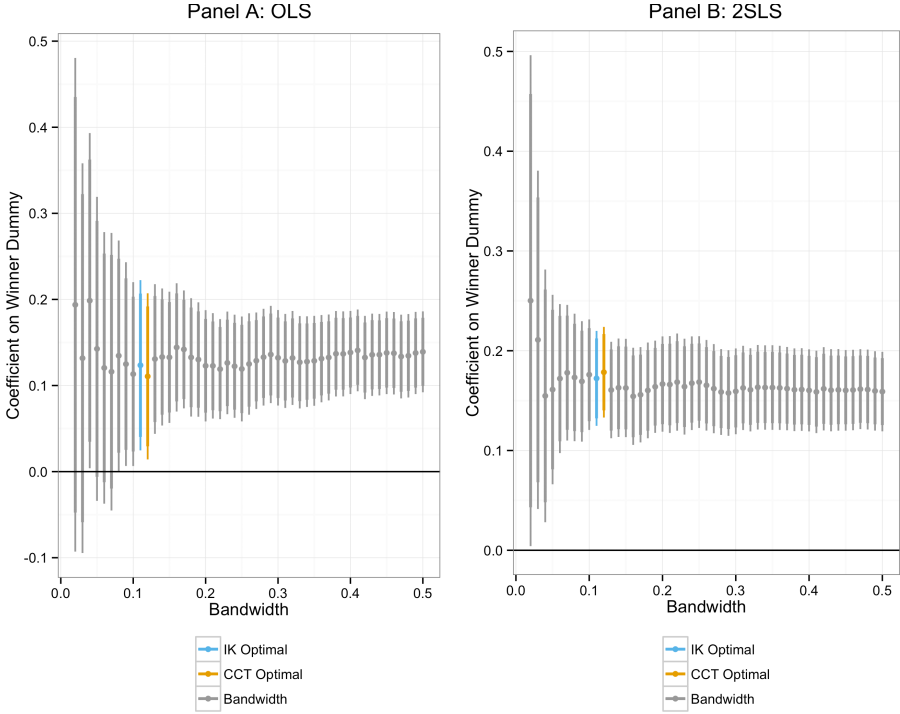 Panel A: OLS
Coefficient on Winner Dummy
0.5
0.4
0.3
0.2
0.1
0.0
-0.1
0.0 0.1 0.2 0.3 0.4 0.5
Bandwidth
IK Optimal
CCT Optimal
Bandwidth
Panel B: 2SLS
Coefficient on Winner Dummy
0.5
0.4
0.3
0.2
0.1
0.0
0.0 0.1 0.2 0.3 0.4 0.5
Bandwidth
IK Optimal
CCT Optimal
Bandwidth